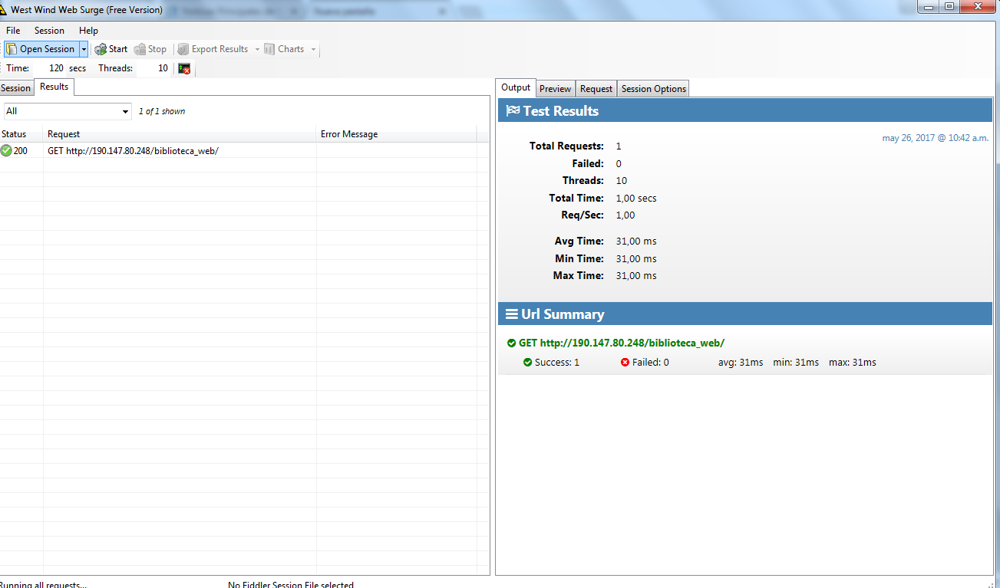 West Wind Web Surge (Free Version)
File Session Help
Open Session Start Stop Export Results Charts
Time: 120 secs Threads: 10
Session Results
All 1 of 1 shown
Status Request Error Message
200 GET http://190.147.80.248/biblioteca_web/
Output Preview Request Session Options
Test Results
may 26, 2017 @ 10:42 a.m.
Total Requests: 1
Failed: 0
Threads: 10
Total Time: 1,00 secs
Req/Sec: 1,00
Avg Time: 31,00 ms
Min Time: 31,00 ms
Max Time: 31,00 ms
Url Summary
GET http://190.147.80.248/biblioteca_web/
Success: 1 Failed: 0 avg: 31ms min: 31ms max: 31ms
Running all requests... No Fiddler Session File selected